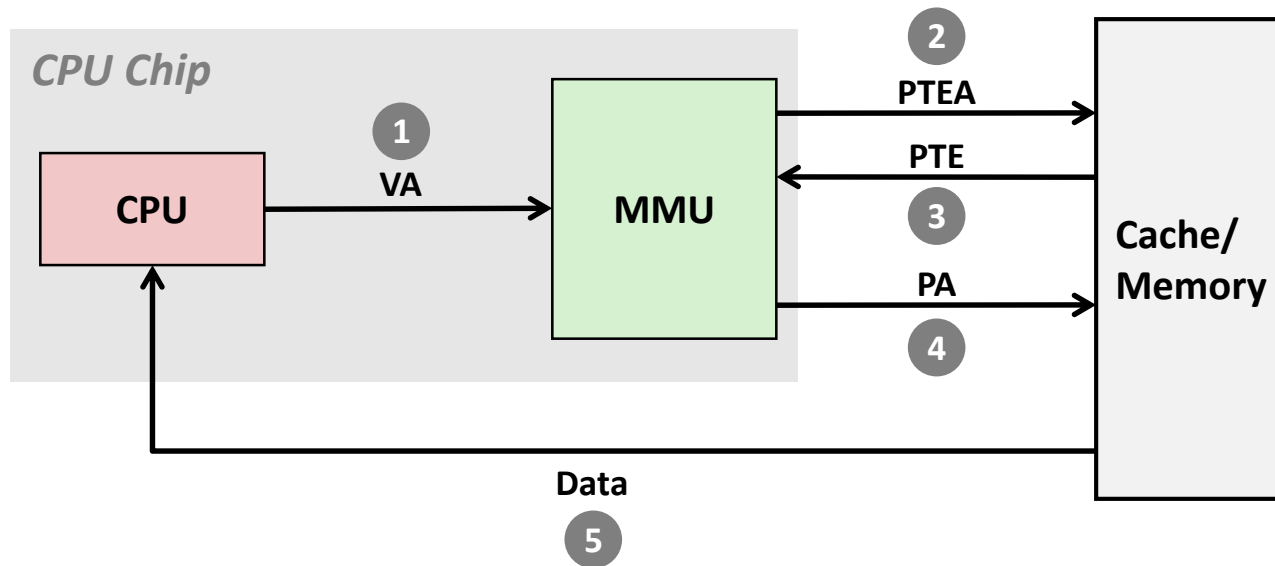 CPU Chip
2
PTEA
1
VA
PTE
CPU
MMU
3
Cache/
Memory
PA
4
Data
5